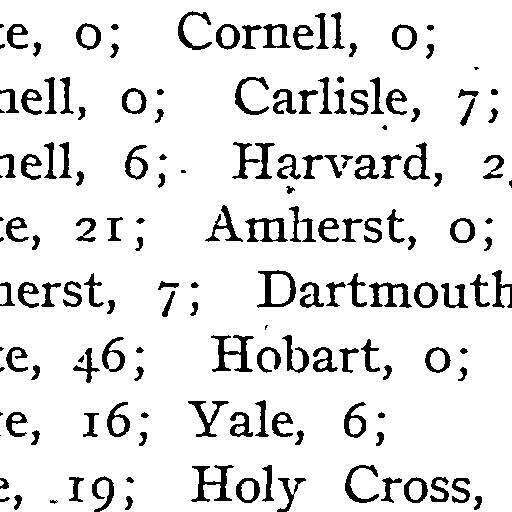 te, 0; Cornell, 0;
nell, 0; Carlisle, 7;
nell, 6; Harvard, 2
te, 21; Amherst, 0;
herst, 7; Dartmouth
te, 46; Hobart, 0;
re, 16; Yale, 6;
e, 19; Holy Cross,